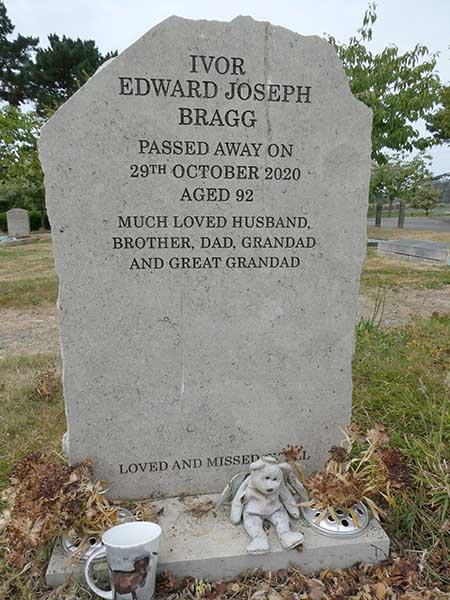 IVOR
EDWARD JOSEPH
BRAGG
PASSED AWAY ON
29TH OCTOBER 2020
AGED 92
MUCH LOVED HUSBAND,
BROTHER, DAD, GRANDAD
AND GREAT GRANDAD
LOVED AND MISSED